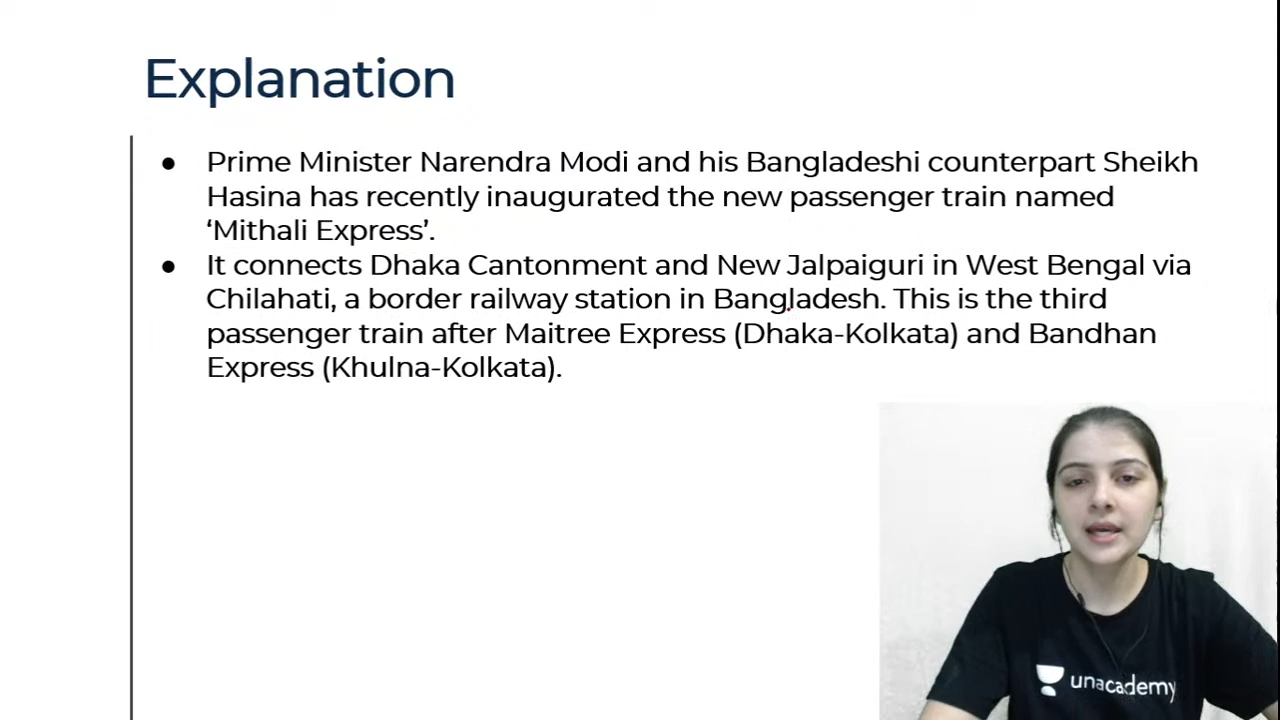 Explanation
● Prime Minister Narendra Modi and his Bangladeshi counterpart Sheikh
Hasina has recently inaugurated the new passenger train named
‘Mithali Express’.
● It connects Dhaka Cantonment and New Jalpaiguri in West Bengal via
Chilahati, a border railway station in Bangladesh. This is the third
passenger train after Maitree Express (Dhaka-Kolkata) and Bandhan
Express (Khulna-Kolkata).
unacademy